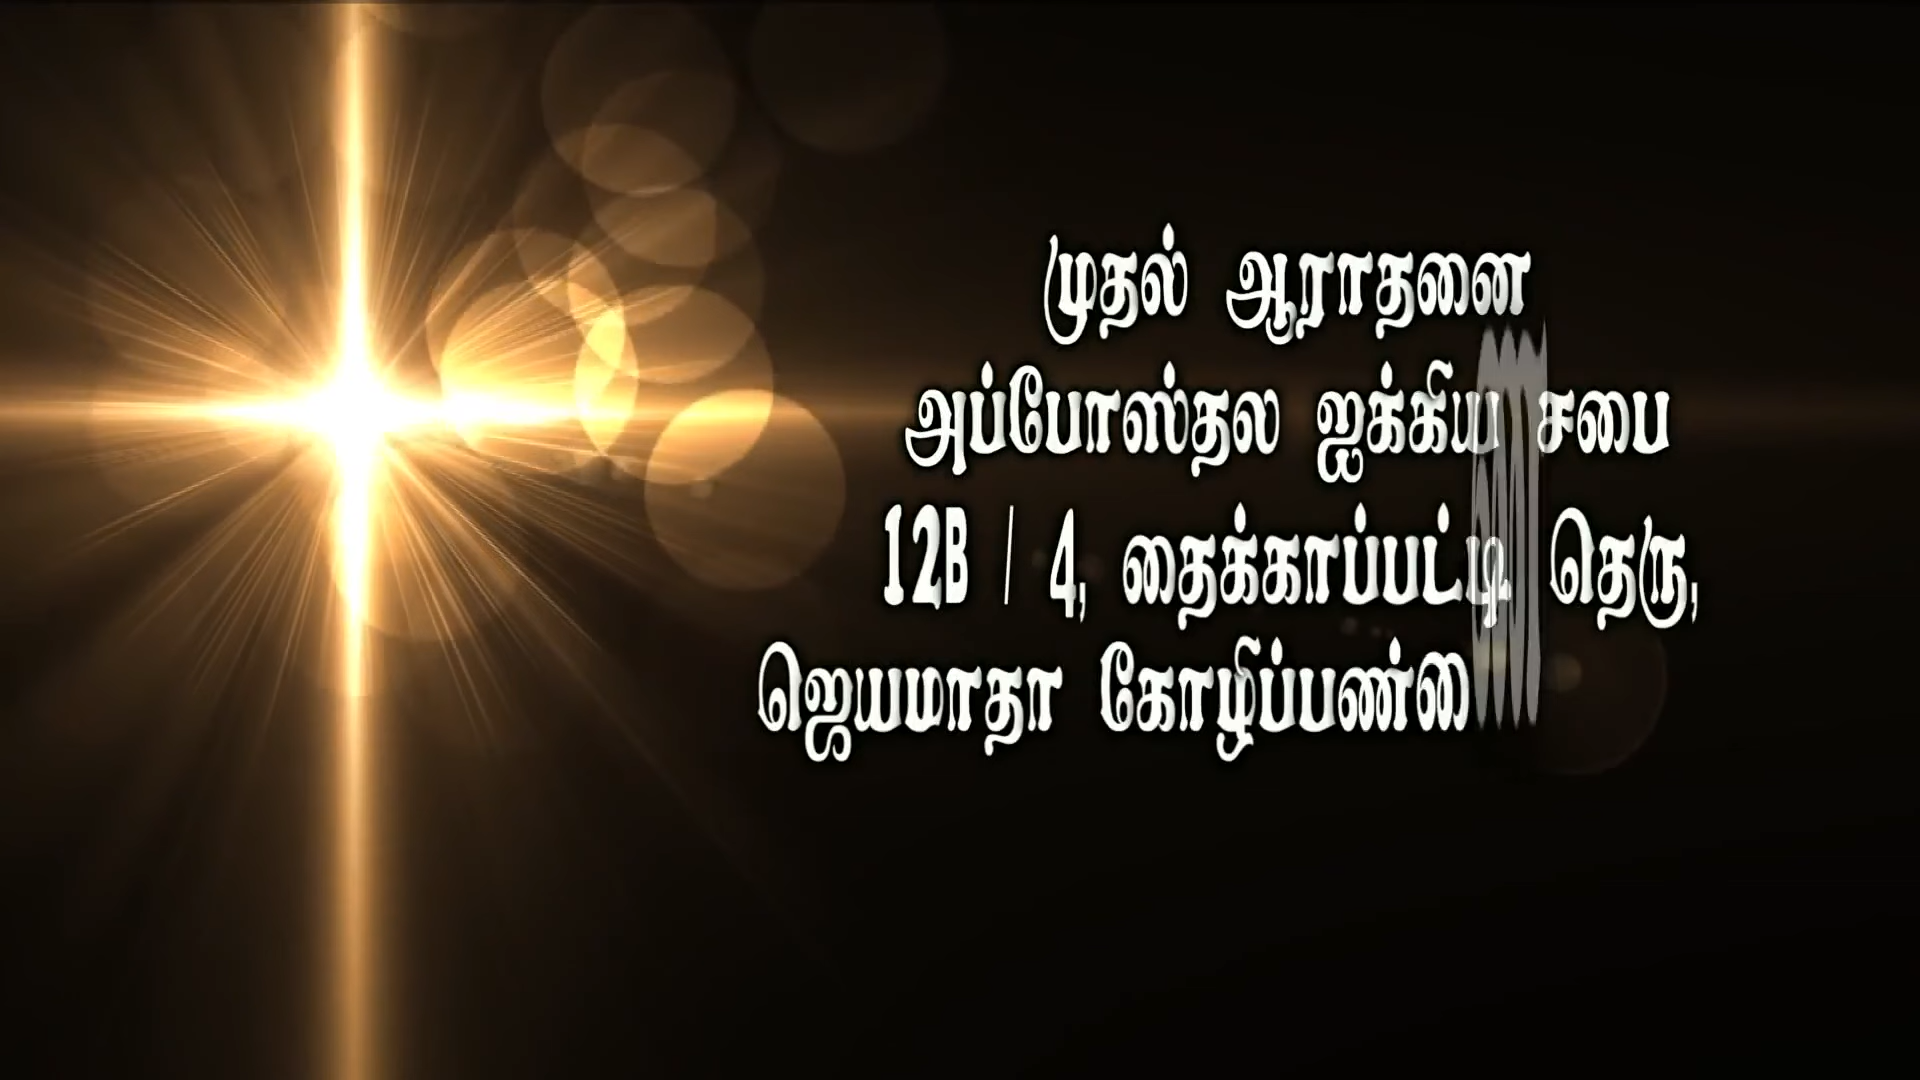 முதல் ஆராதனை
அப்போஸ்தல ஐக்கிய சபை
12B / 4, தைக்காப்பட்டி தெரு,
ஜெயமாதா கோழிப்பண்ணை